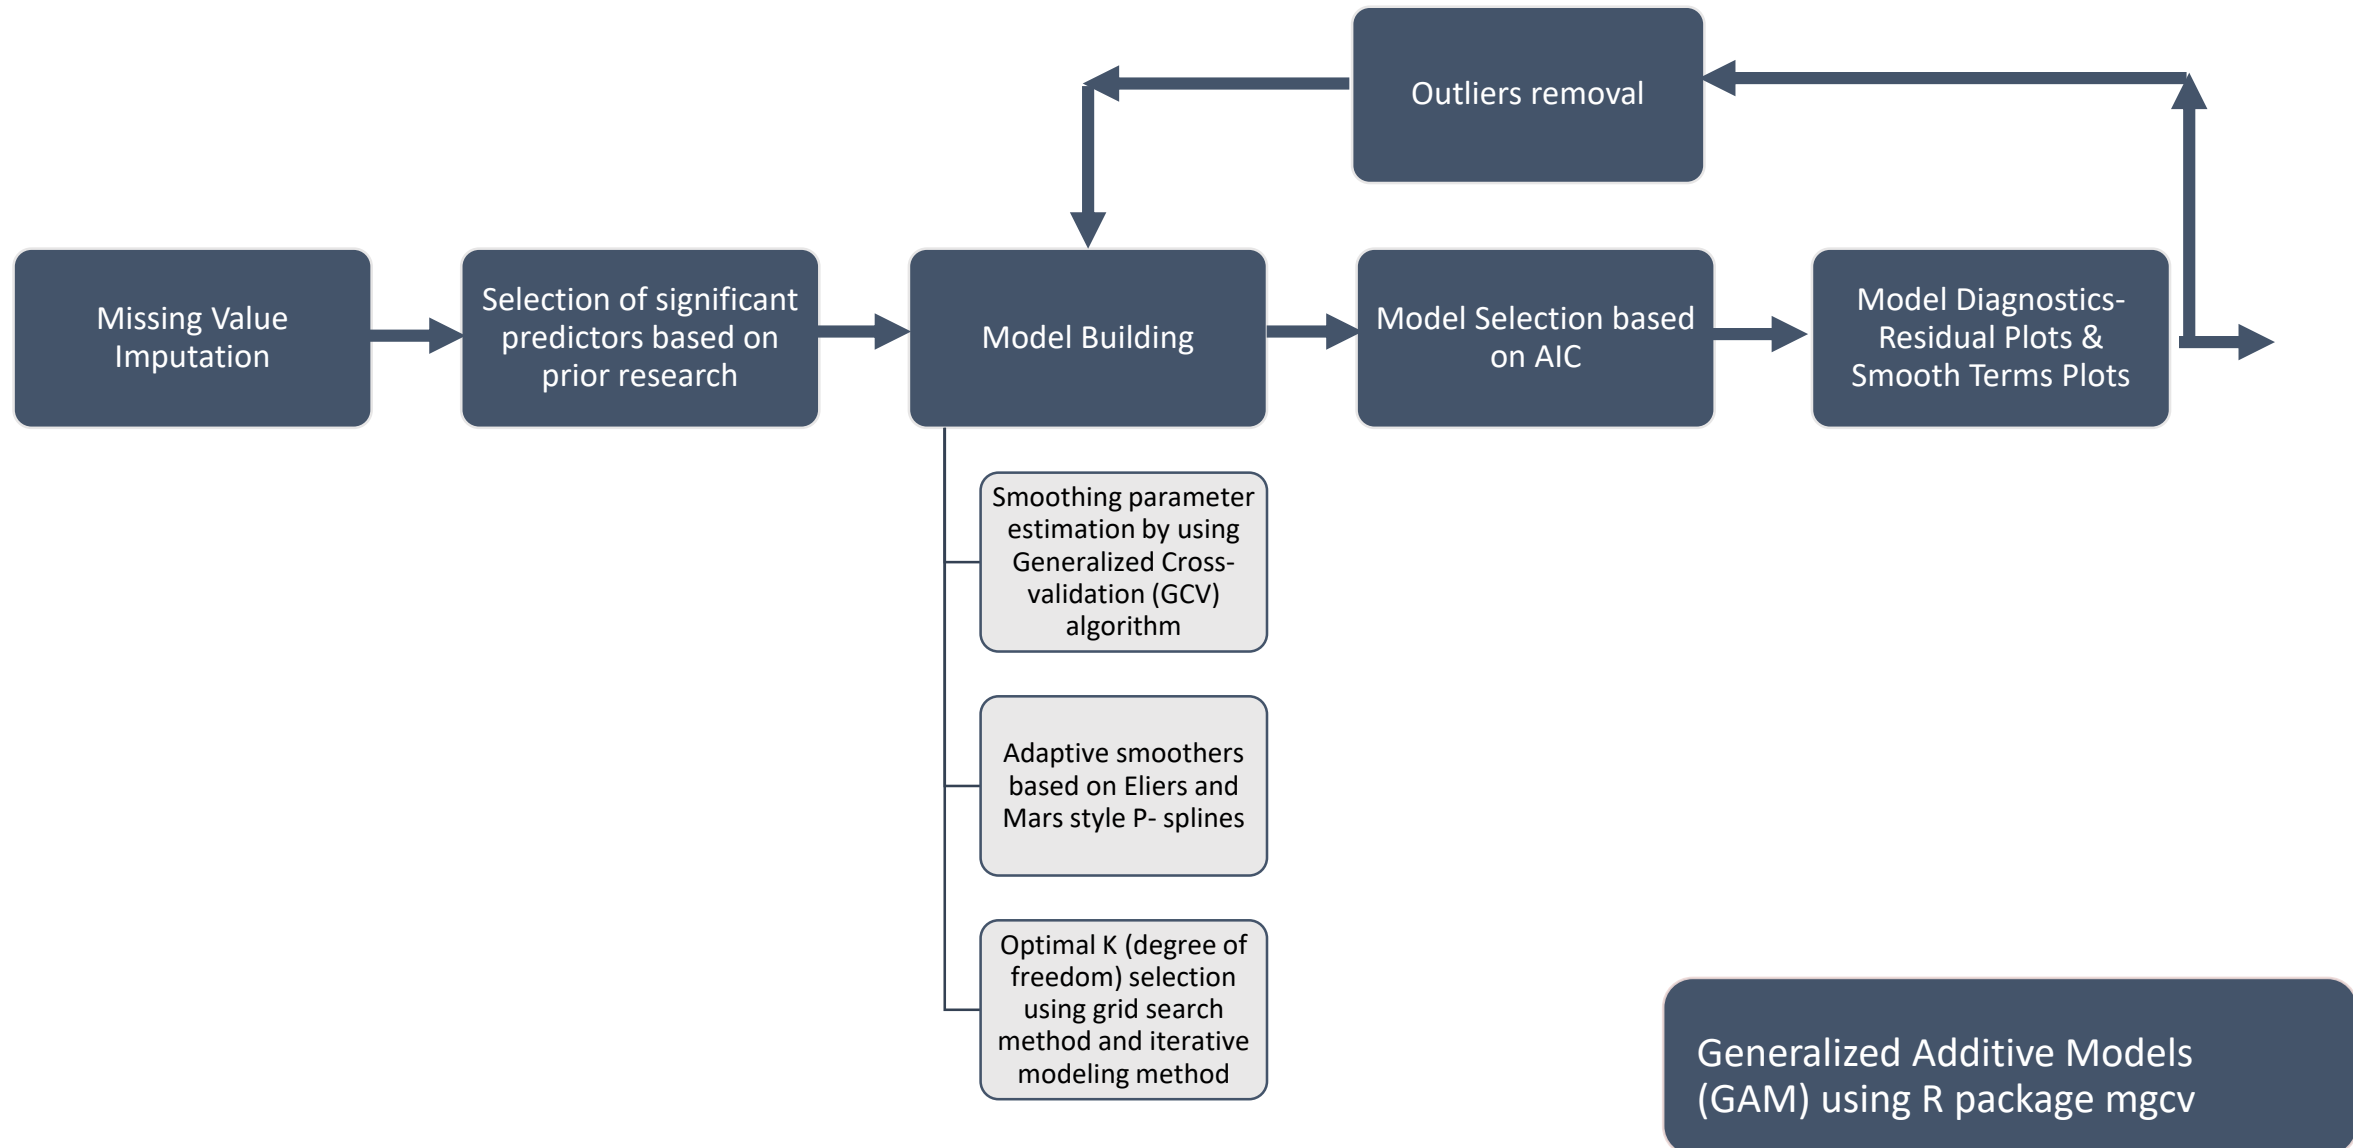 Outliers removal
Missing Value
Imputation
Selection of significant
predictors based on
prior research
Model Building
Model Selection based
on AIC
Model Diagnostics-
Residual Plots &
Smooth Terms Plots
Smoothing parameter
estimation by using
Generalized Cross-
validation (GCV)
algorithm
Adaptive smoothers
based on Eliers and
Mars style P- splines
Optimal K (degree of
freedom) selection
using grid search
method and iterative
modeling method
Generalized Additive Models
(GAM) using R package mgcv